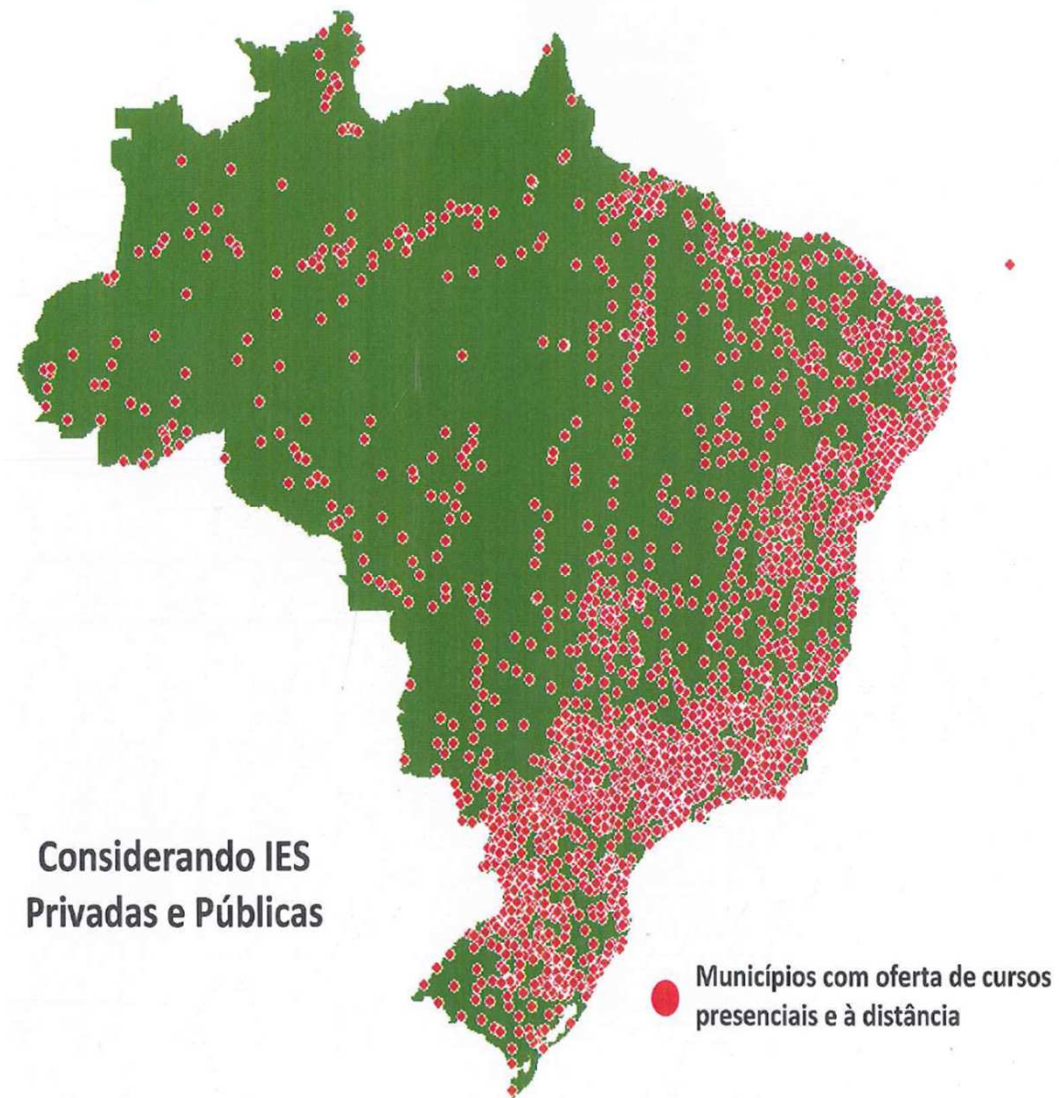 Considerando IES
Privadas e Públicas
Municípios com oferta de cursos
presenciais e à distância